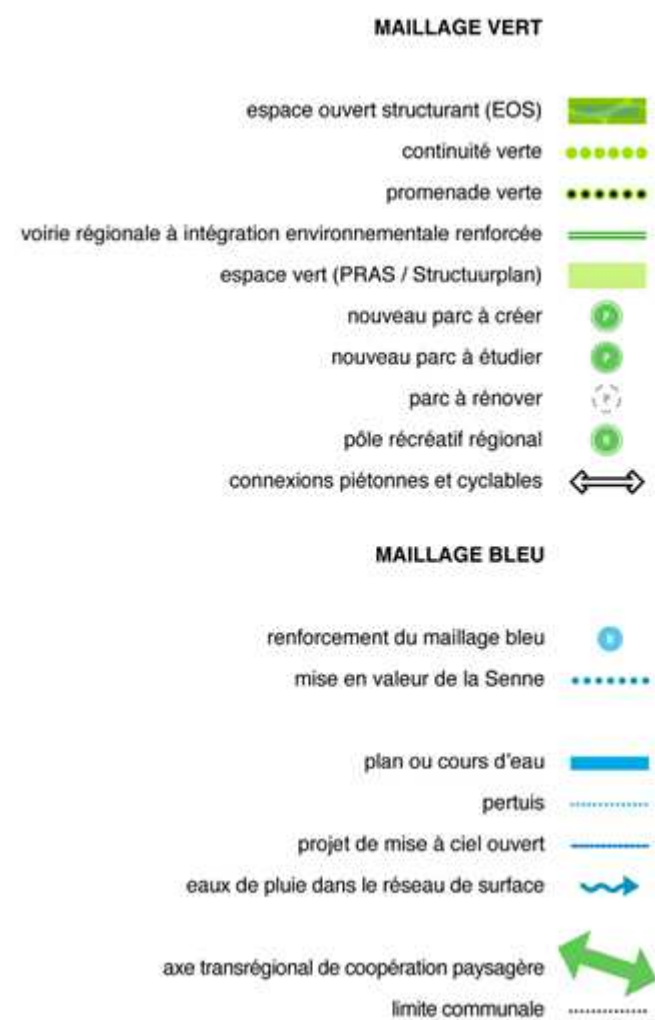 MAILLAGE VERT
espace ouvert structurant (EOS)
continuité verte
promenade verte
voirie régionale à intégration environnementale renforcée
espace vert (PRAS / Structuurplan)
nouveau parc à créer
P
nouveau parc à étudier
P
parc à rénover
P
pôle récréatif régional
connexions piétonnes et cyclables
MAILLAGE BLEU
renforcement du maillage bleu
mise en valeur de la Senne
plan ou cours d'eau
pertuis
projet de mise à ciel ouvert
eaux de pluie dans le réseau de surface
axe transrégional de coopération paysagère
limite communale